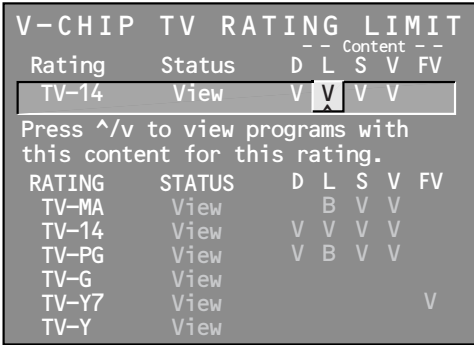 V-CHIP TV RATING LIMIT
-- Content --
Rating Status D L S V FV
TV-14 View V V V V
Press ^/v to view programs with
this content for this rating.
RATING STATUS D L S V FV
TV-MA View B V V
TV-14 View V V V V
TV-PG View V B V V
TV-G View
TV-Y7 View V
TV-Y View